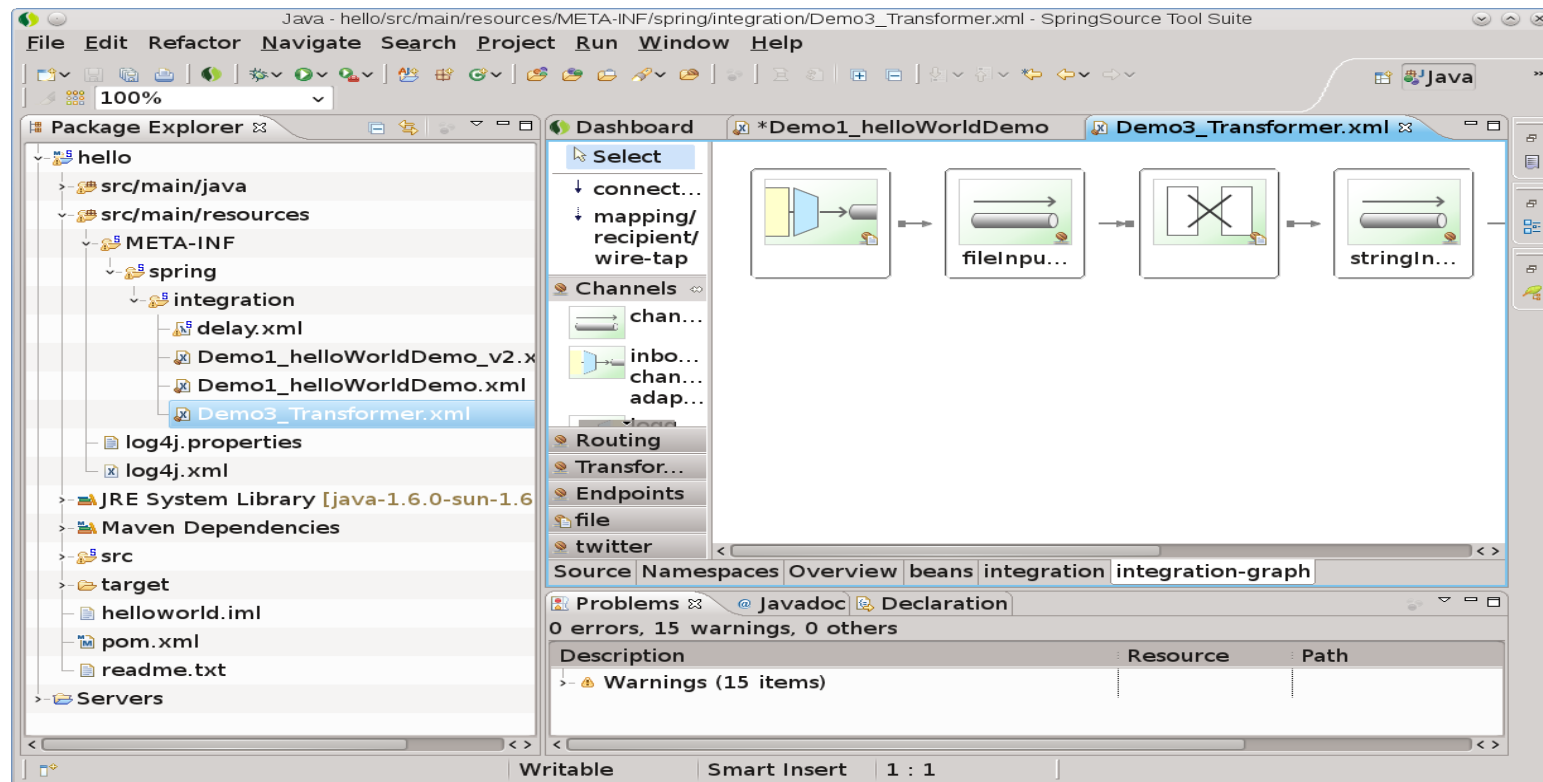 Java - hello/src/main/resources/META-INF/spring/integration/Demo3_Transformer.xml - SpringSource Tool Suite
File Edit Refactor Navigate Search Project Run Window Help
Java
100%
Package Explorer
hello
src/main/java
src/main/resources
META-INF
spring
integration
delay.xml
Demo1_helloWorldDemo_v2.x
Demo1_helloWorldDemo.xml
Demo3_Transformer.xml
log4j.properties
log4j.xml
JRE System Library [java-1.6.0-sun-1.6
Maven Dependencies
src
target
helloworld.iml
pom.xml
readme.txt
Servers
Dashboard *Demo1_helloWorldDemo Demo3_Transformer.xml
Select
connect...
mapping/
recipient/
wire-tap
Channels
chan...
inbo...
chan...
adap...
Routing
Transfor...
Endpoints
file
twitter
fileInpu... stringIn...
Source Namespaces Overview beans integration integration-graph
Problems @ Javadoc Declaration
0 errors, 15 warnings, 0 others
Description Resource Path
Warnings (15 items)
Writable Smart Insert 1 : 1